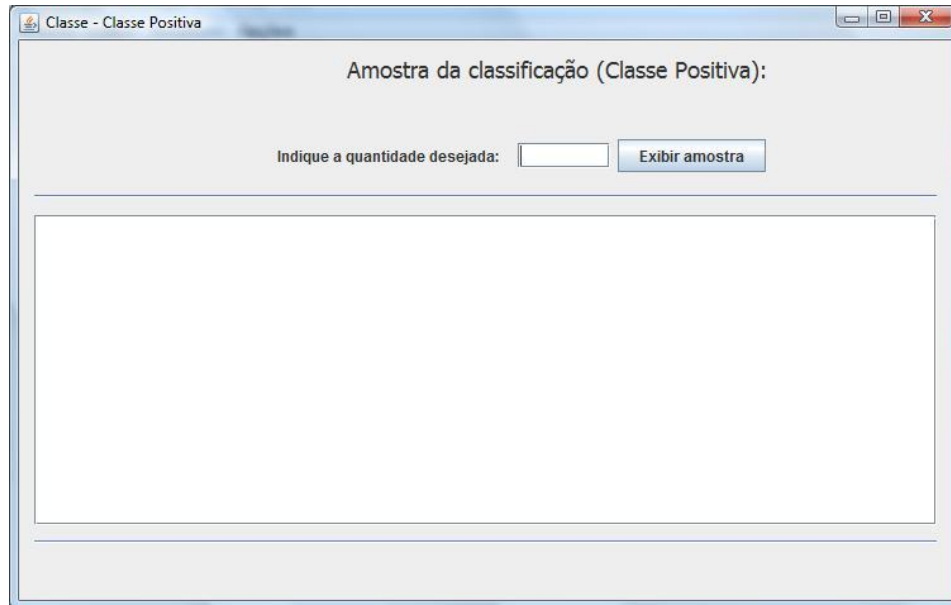 Classe - Classe Positiva
Amostra da classificação (Classe Positiva):
Indique a quantidade desejada: Exibir amostra